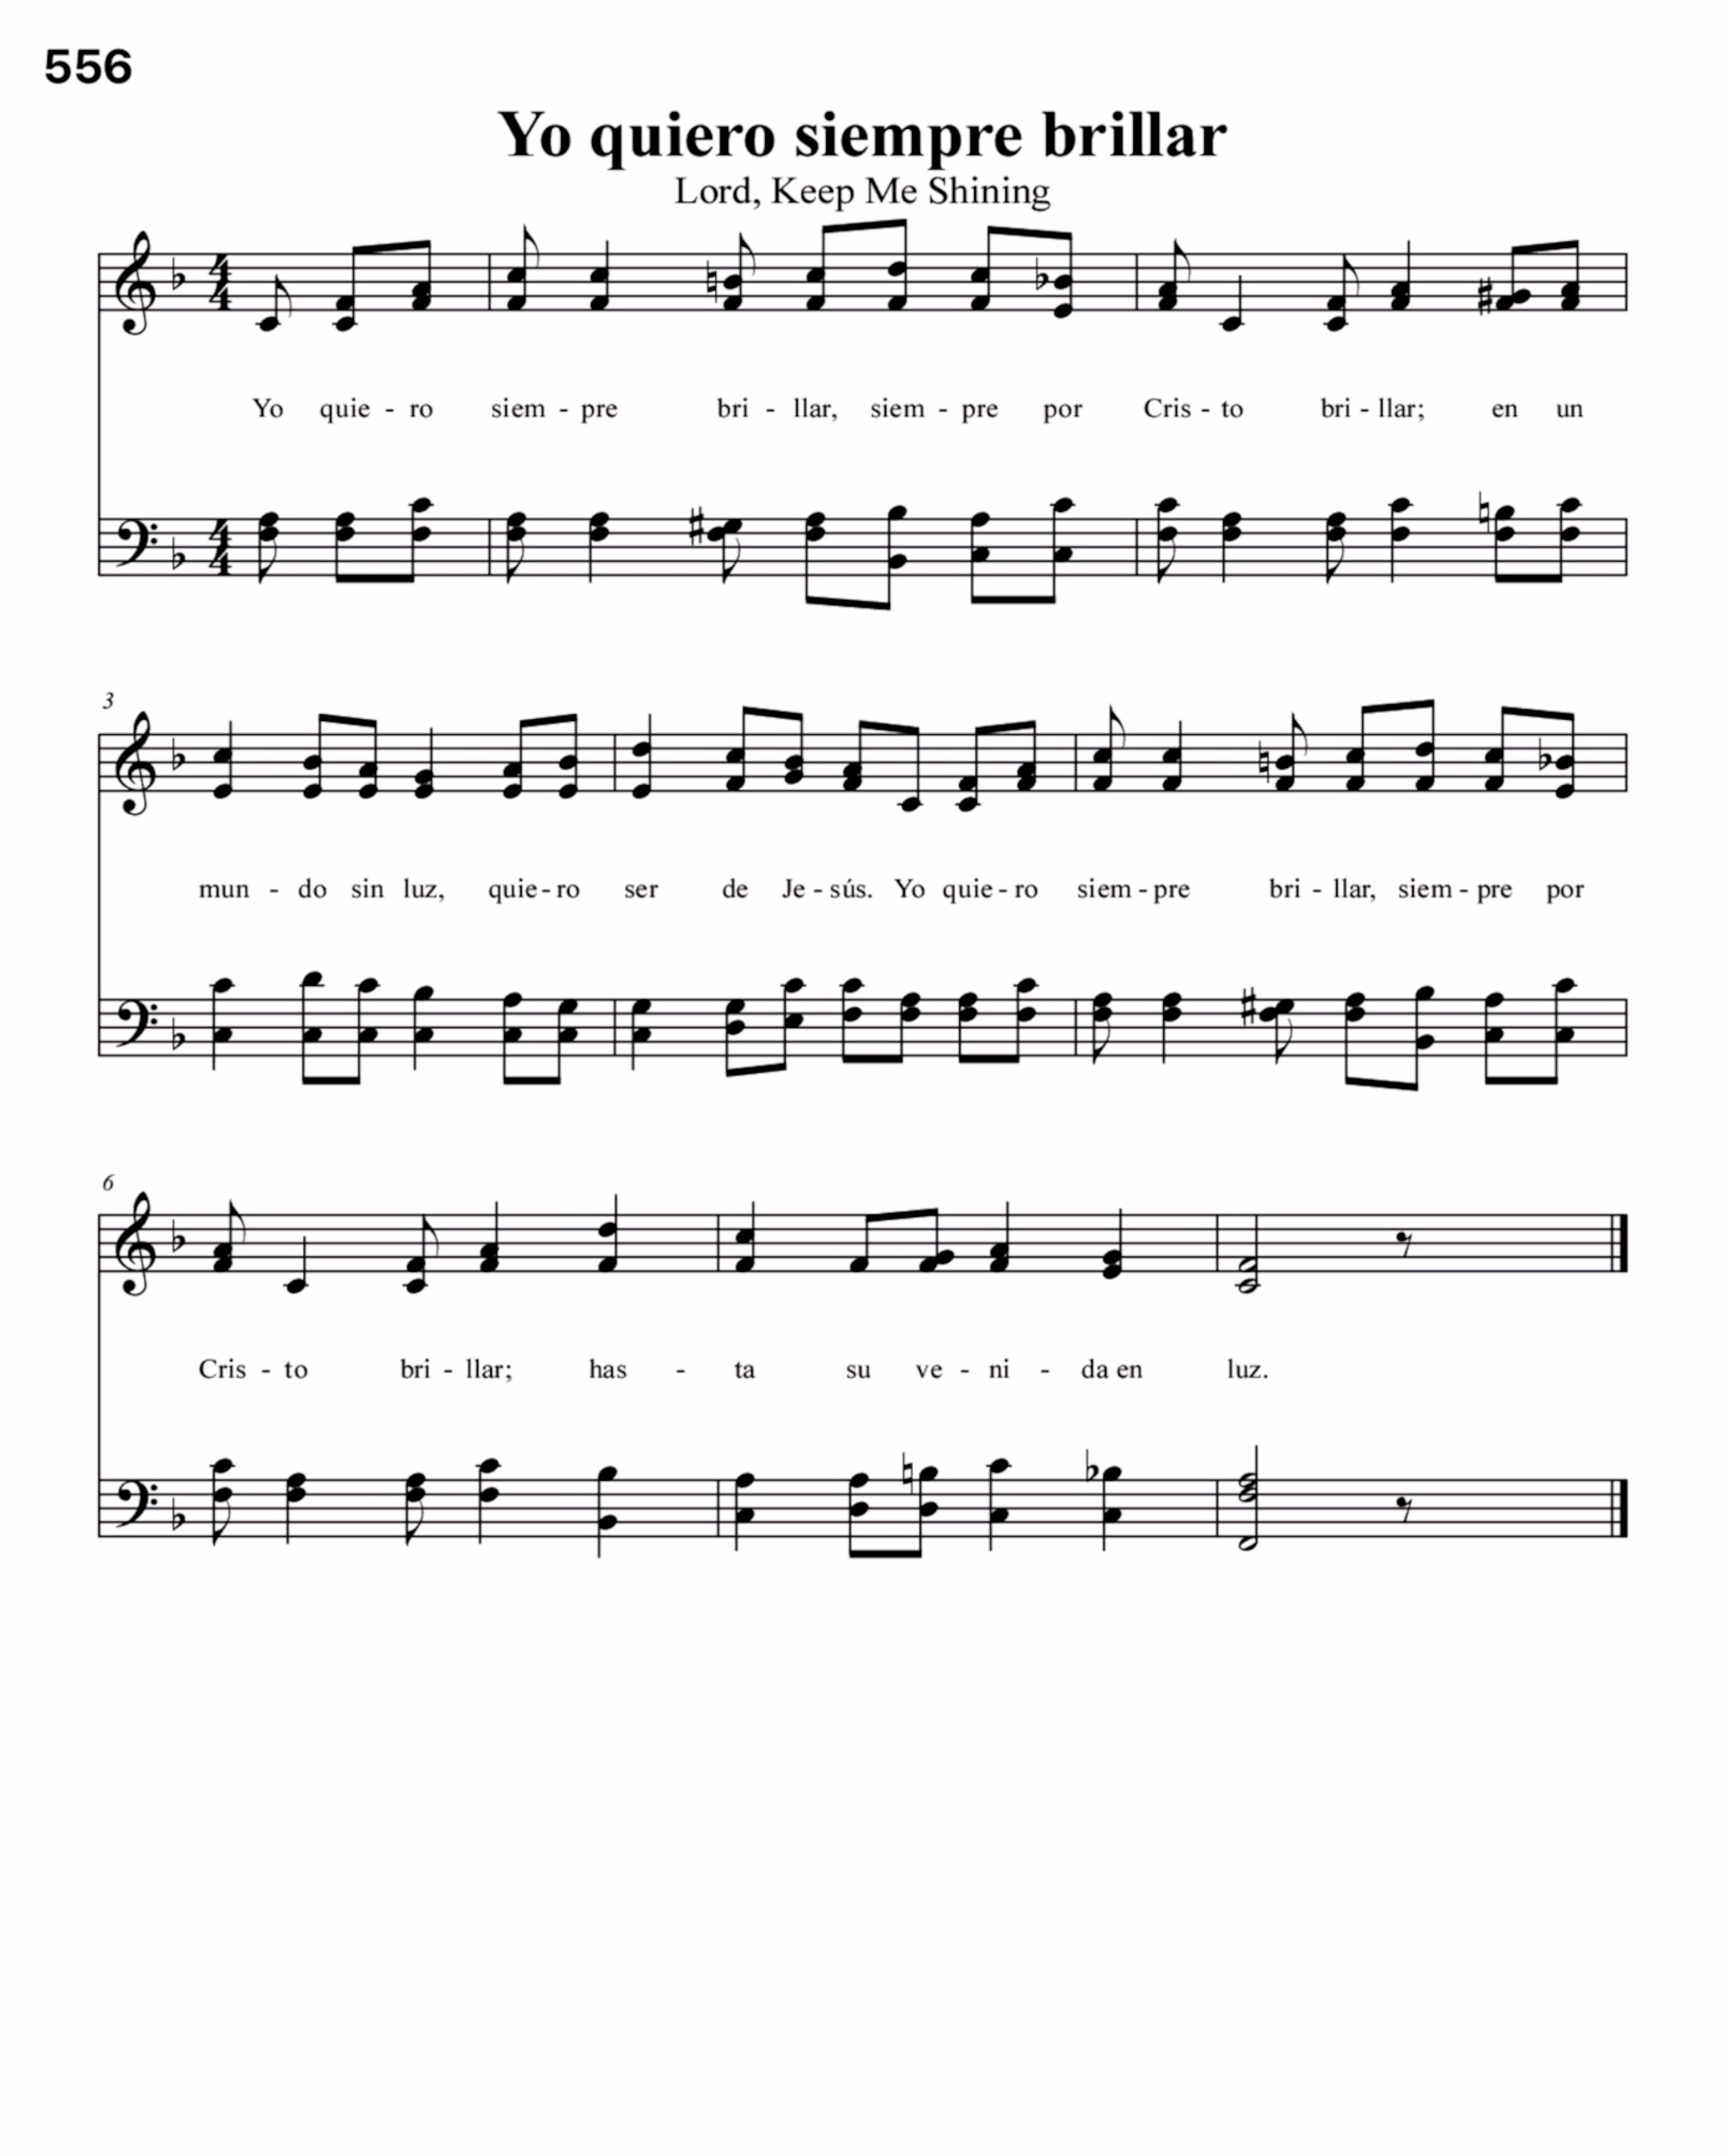 556
Yo quiero siempre brillar
Lord, Keep Me Shining
Yo quie - ro siem - pre bri - llar, siem - pre por Cris - to bri - llar; en un
3
mun - do sin luz, quie - ro ser de Je - sús. Yo quie - ro siem - pre bri - llar, siem - pre por
6
Cris - to bri - llar; has - ta su ve - ni - da en luz.